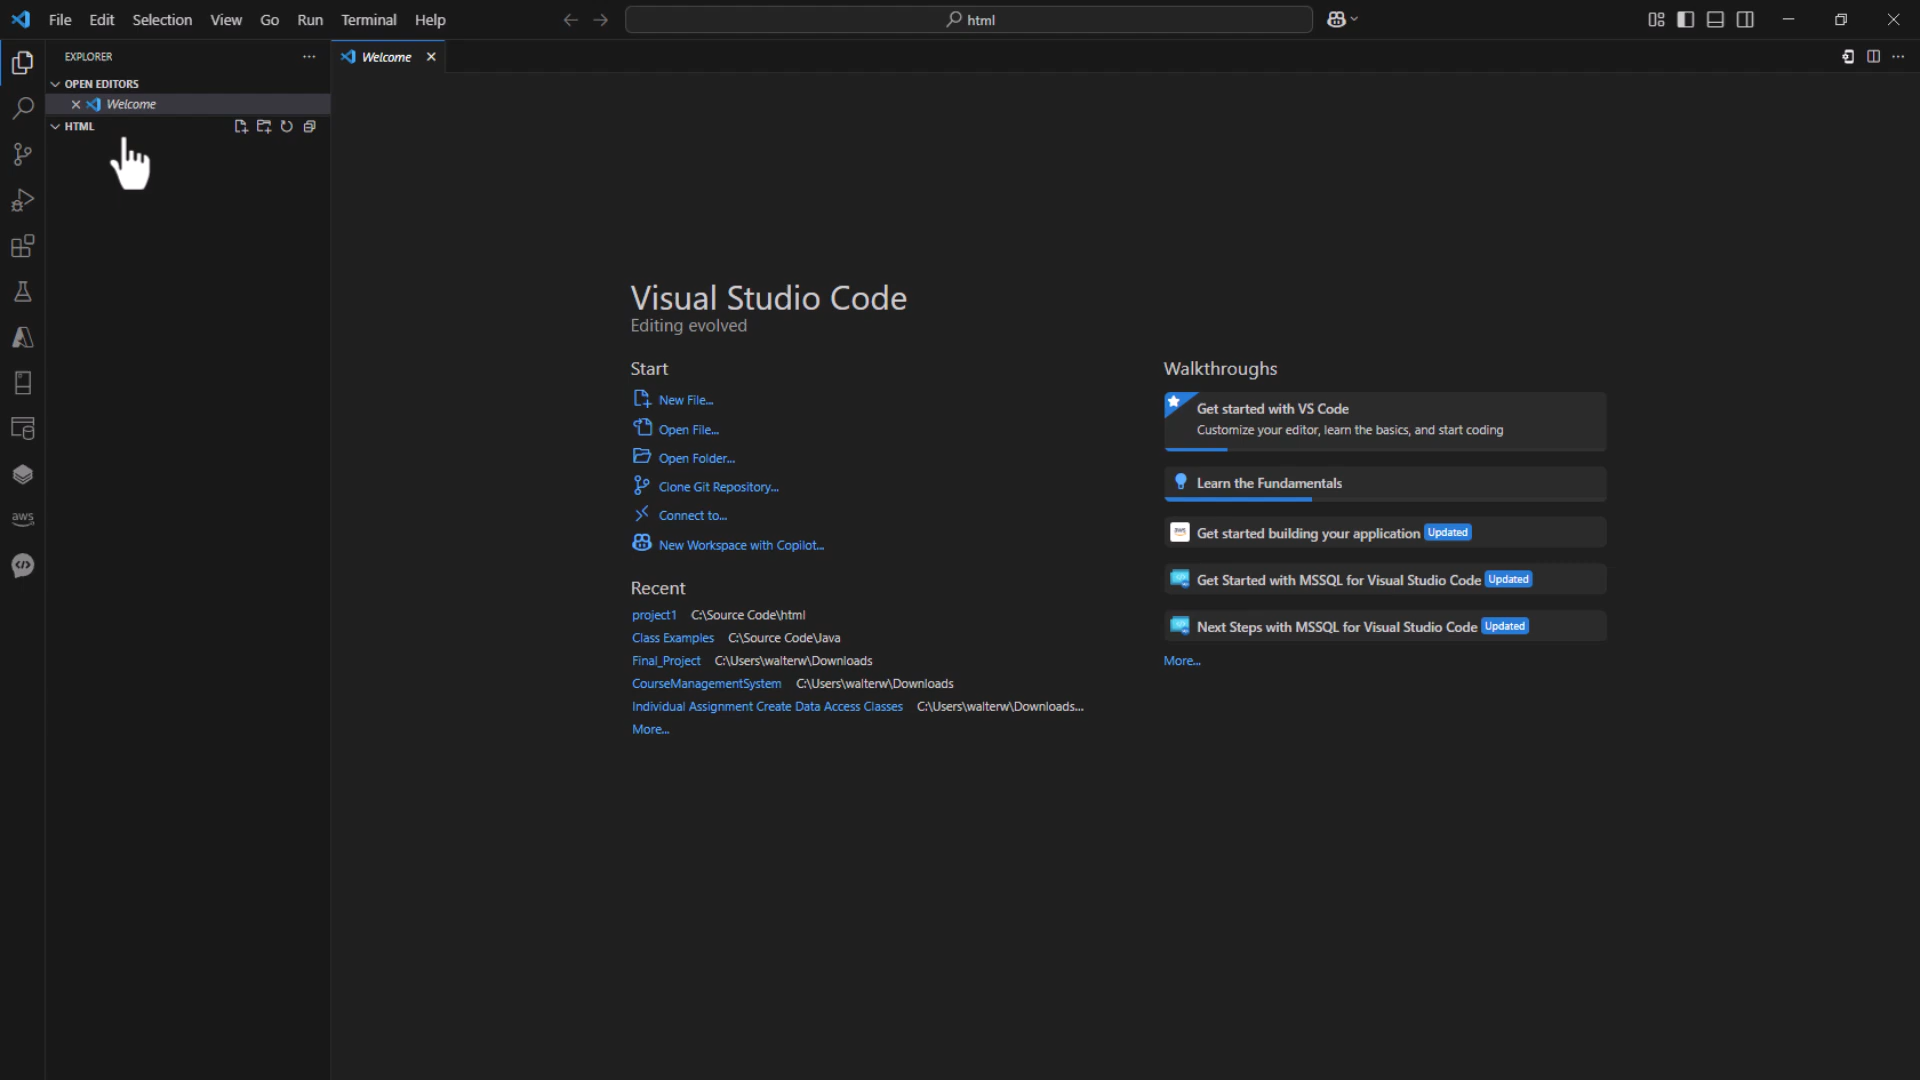 File Edit Selection View Go Run Terminal Help
html
EXPLORER
OPEN EDITORS
Welcome
HTML
Welcome
aws
Visual Studio Code
Editing evolved
Start
New File...
Open File...
Open Folder...
Clone Git Repository...
Connect to...
New Workspace with Copilot...
Recent
project1 C:\Source Code\html
Class Examples C:\Source Code\Java
Final_Project C:\Users\walterw\Downloads
CourseManagementSystem C:\Users\walterw\Downloads
Individual Assignment Create Data Access Classes C:\Users\walterw\Downloads...
More...
Walkthroughs
Get started with VS Code
Customize your editor, learn the basics, and start coding
Learn the Fundamentals
aws Get started building your application Updated
Get Started with MSSQL for Visual Studio Code Updated
Next Steps with MSSQL for Visual Studio Code Updated
More...